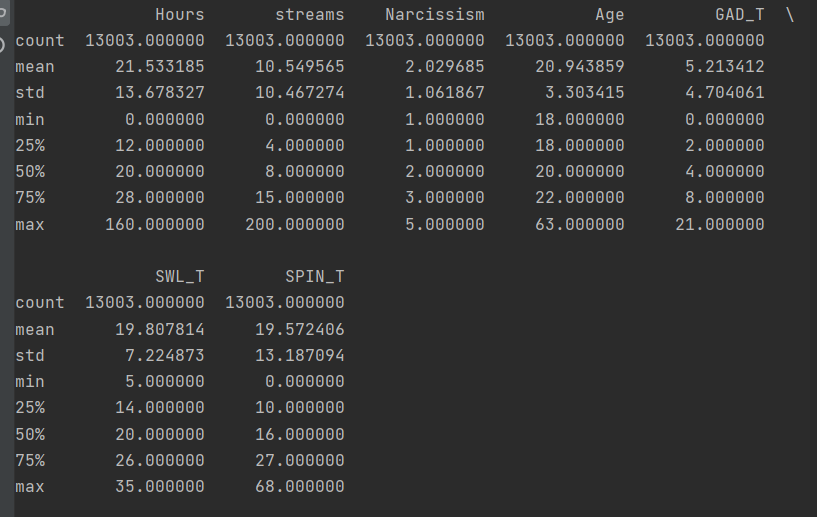 Hours streams Narcissism Age GAD_T \
count 13003.000000 13003.000000 13003.000000 13003.000000 13003.000000
mean 21.533185 10.549565 2.029685 20.943859 5.213412
std 13.678327 10.467274 1.061867 3.303415 4.704061
min 0.000000 0.000000 1.000000 18.000000 0.000000
25% 12.000000 4.000000 1.000000 18.000000 2.000000
50% 20.000000 8.000000 2.000000 20.000000 4.000000
75% 28.000000 15.000000 3.000000 22.000000 8.000000
max 160.000000 200.000000 5.000000 63.000000 21.000000
SWL_T SPIN_T
count 13003.000000 13003.000000
mean 19.807814 19.572406
std 7.224873 13.187094
min 5.000000 0.000000
25% 14.000000 10.000000
50% 20.000000 16.000000
75% 26.000000 27.000000
max 35.000000 68.000000